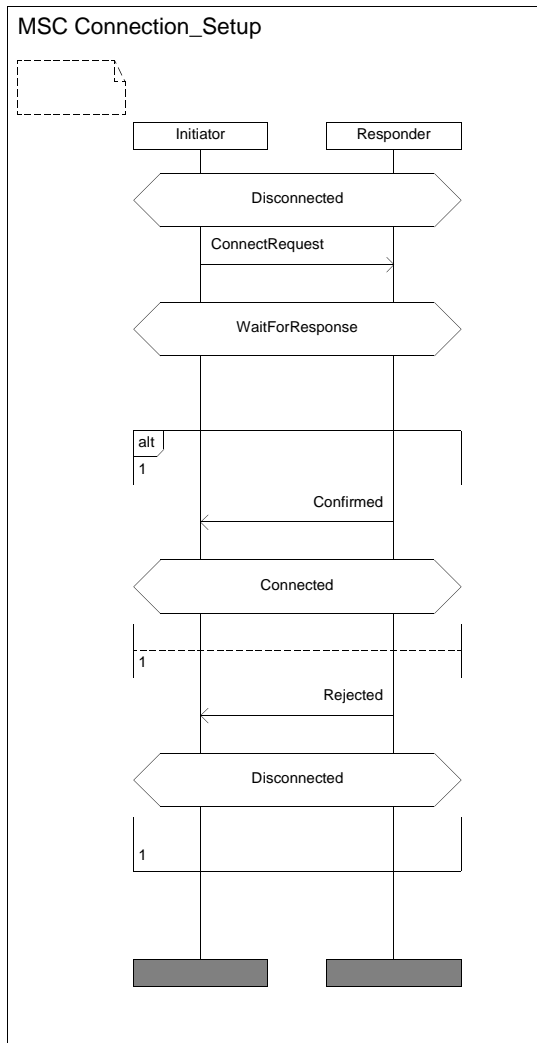 MSC Connection_Setup
Initiator
Responder
Disconnected
ConnectRequest
WaitForResponse
alt
1
Confirmed
Connected
1
Rejected
Disconnected
1